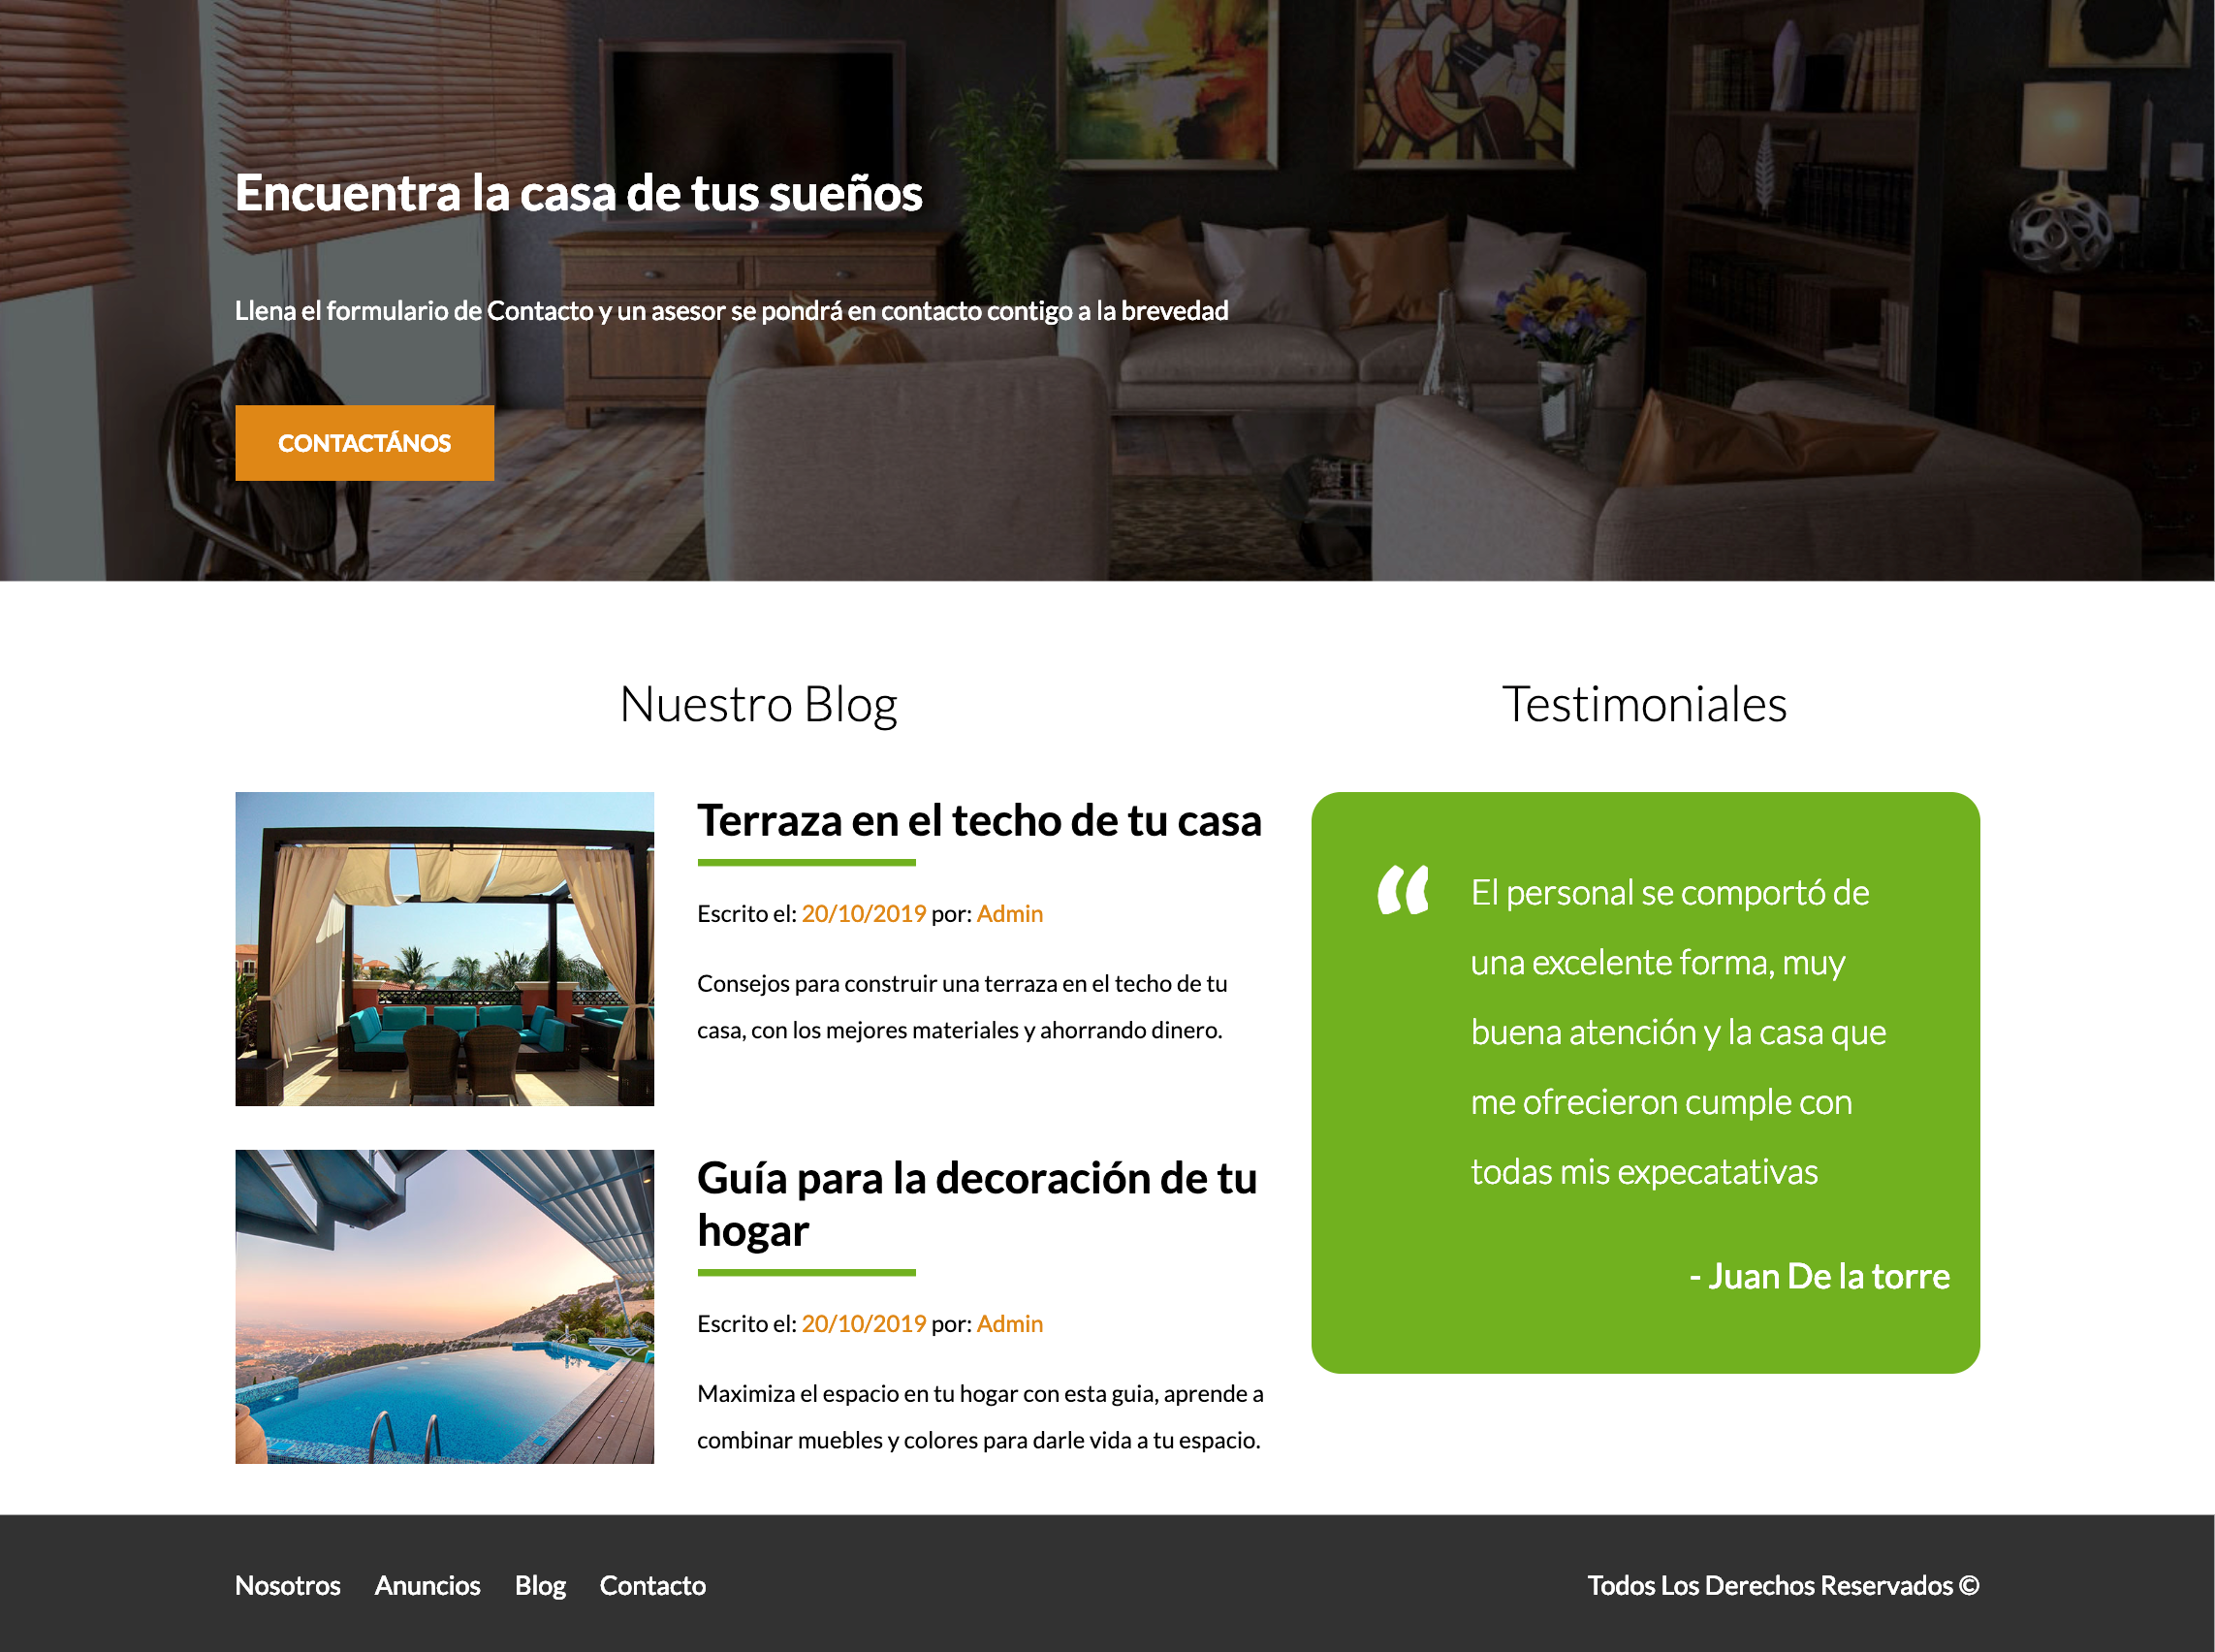 Encuentra la casa de tus sueños
Llena el formulario de Contacto y un asesor se pondrá en contacto contigo a la brevedad
CONTACTÁNOS
Nuestro Blog
Terraza en el techo de tu casa
Escrito el: 20/10/2019 por: Admin
Consejos para construir una terraza en el techo de tu
casa, con los mejores materiales y ahorrando dinero.
Guía para la decoración de tu
hogar
Escrito el: 20/10/2019 por: Admin
Maximiza el espacio en tu hogar con esta guia, aprende a
combinar muebles y colores para darle vida a tu espacio.
Testimoniales
“ El personal se comportó de
una excelente forma, muy
buena atención y la casa que
me ofrecieron cumple con
todas mis expecatativas
- Juan De la torre
Nosotros Anuncios Blog Contacto
Todos Los Derechos Reservados ©